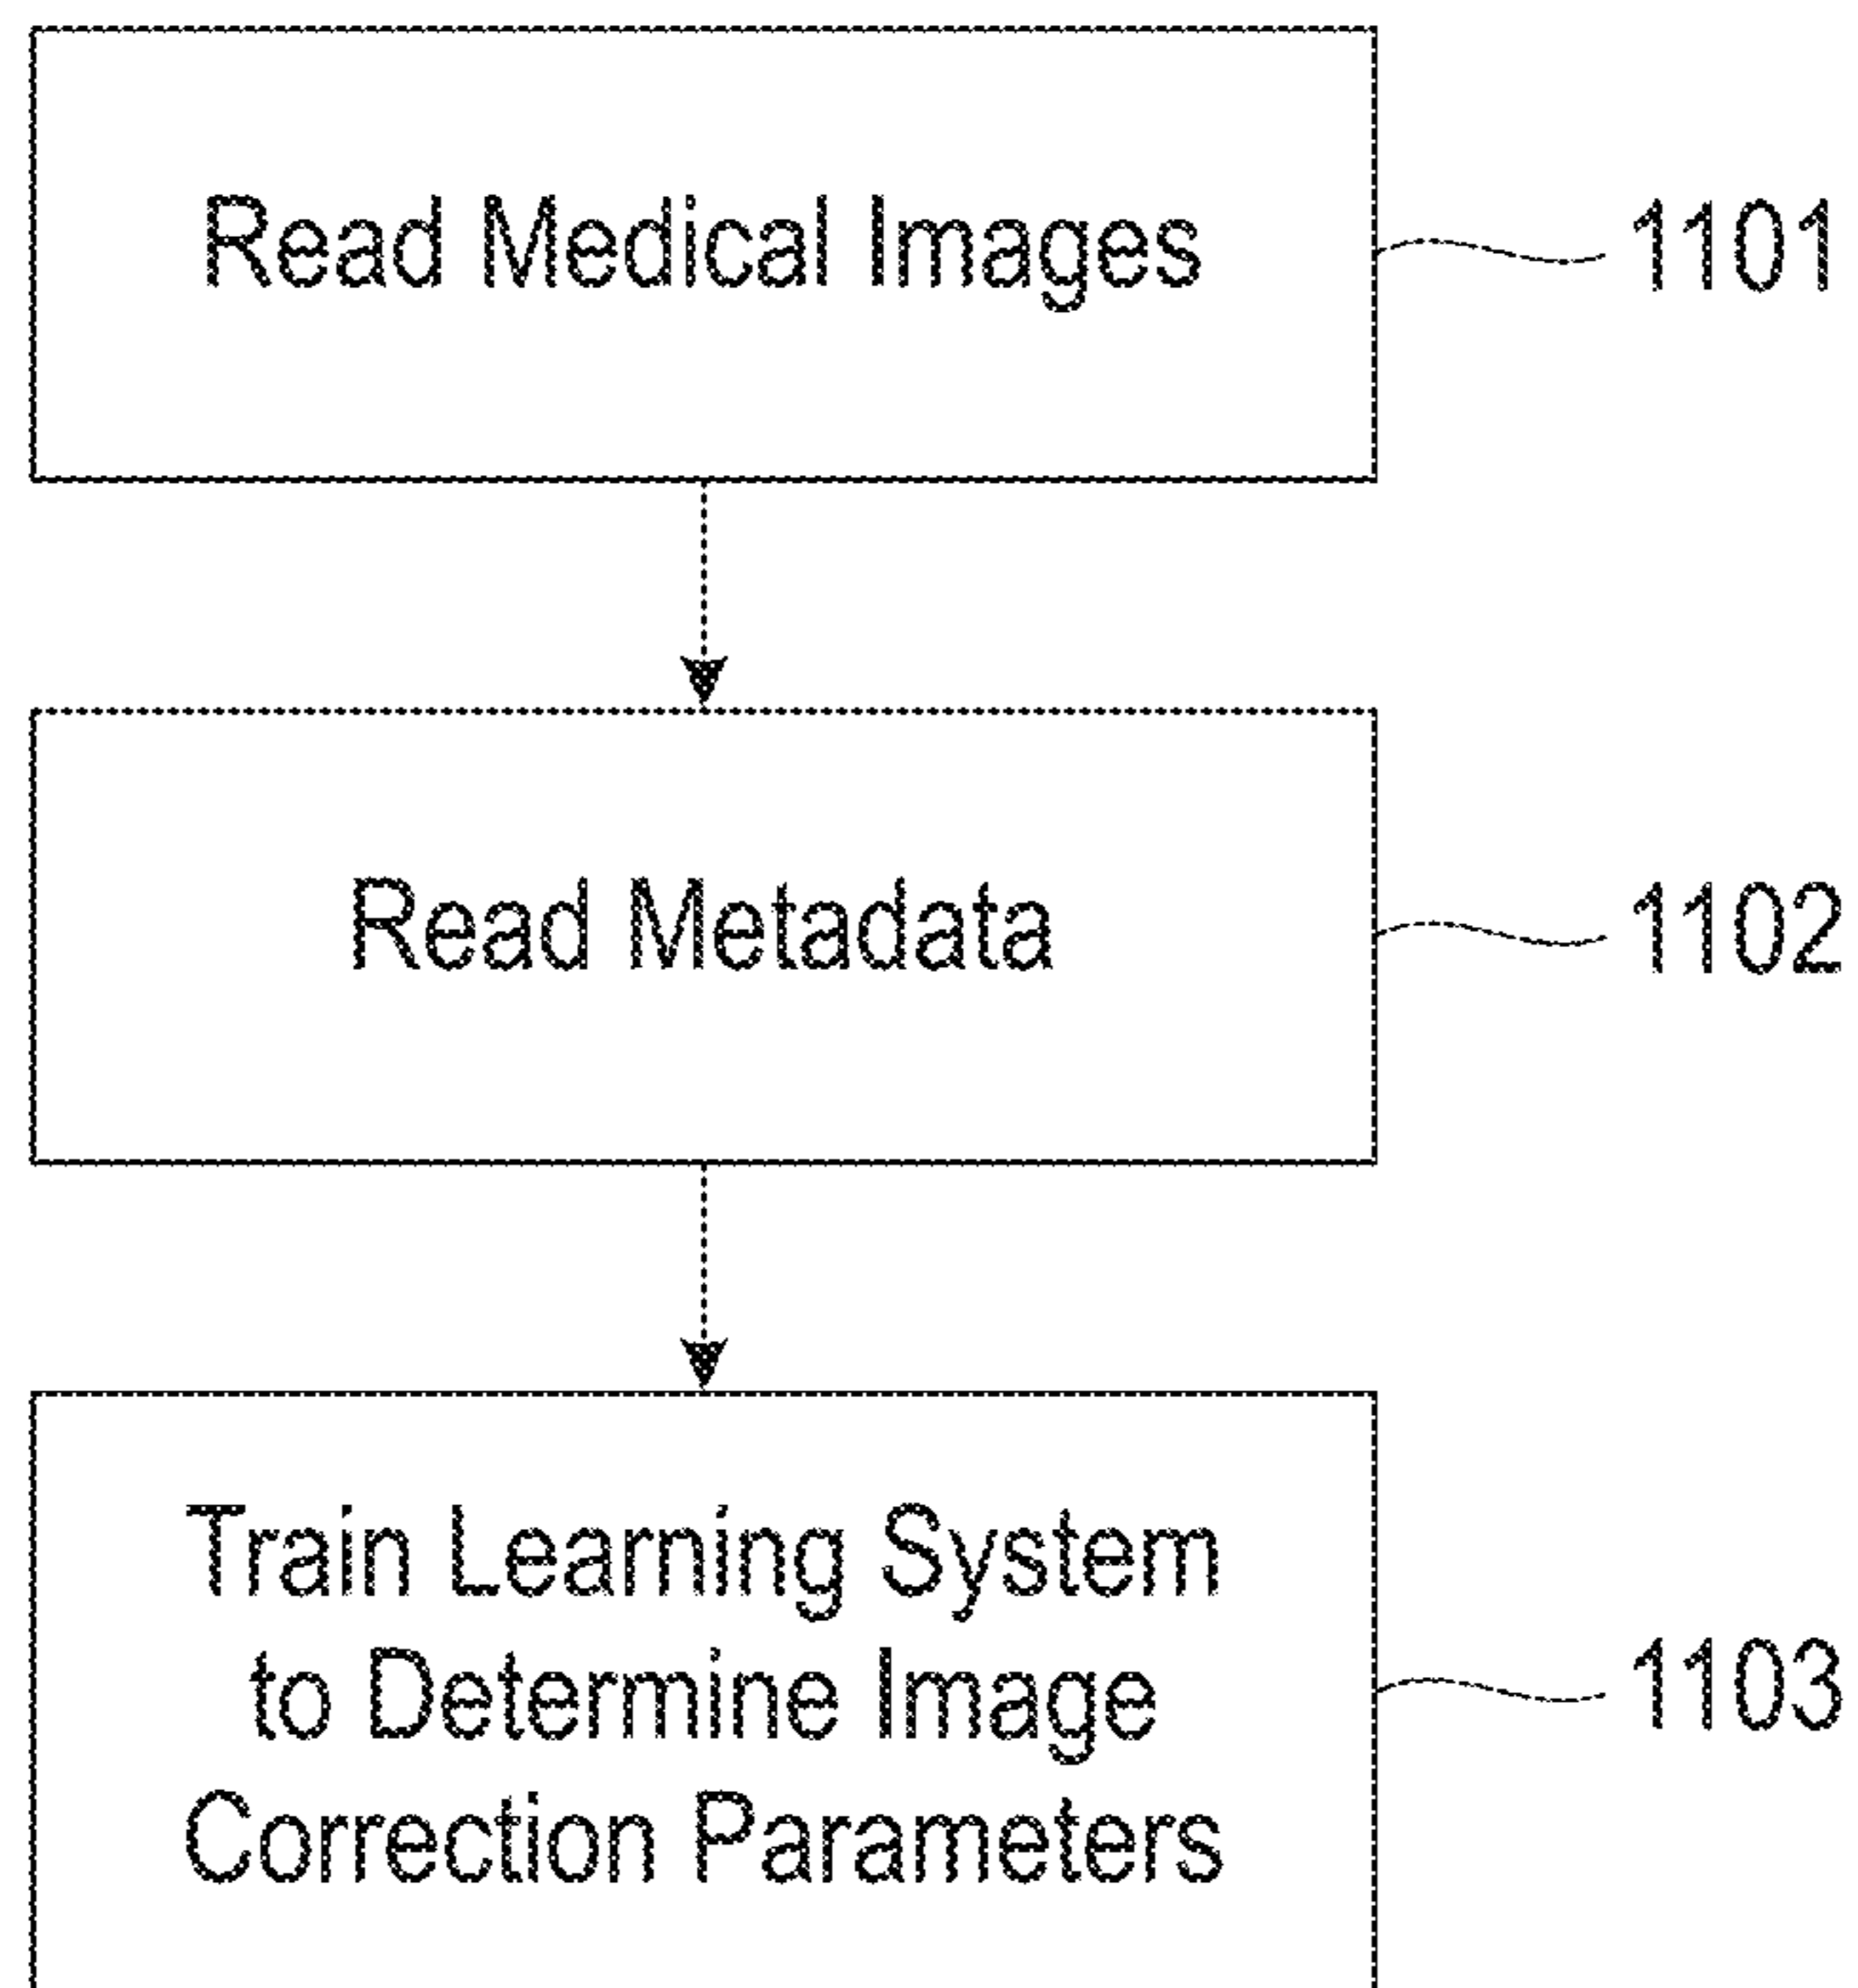 Read Medical Images
1101
Read Metadata
1102
Train Learning System
to Determine Image
Correction Parameters
1103